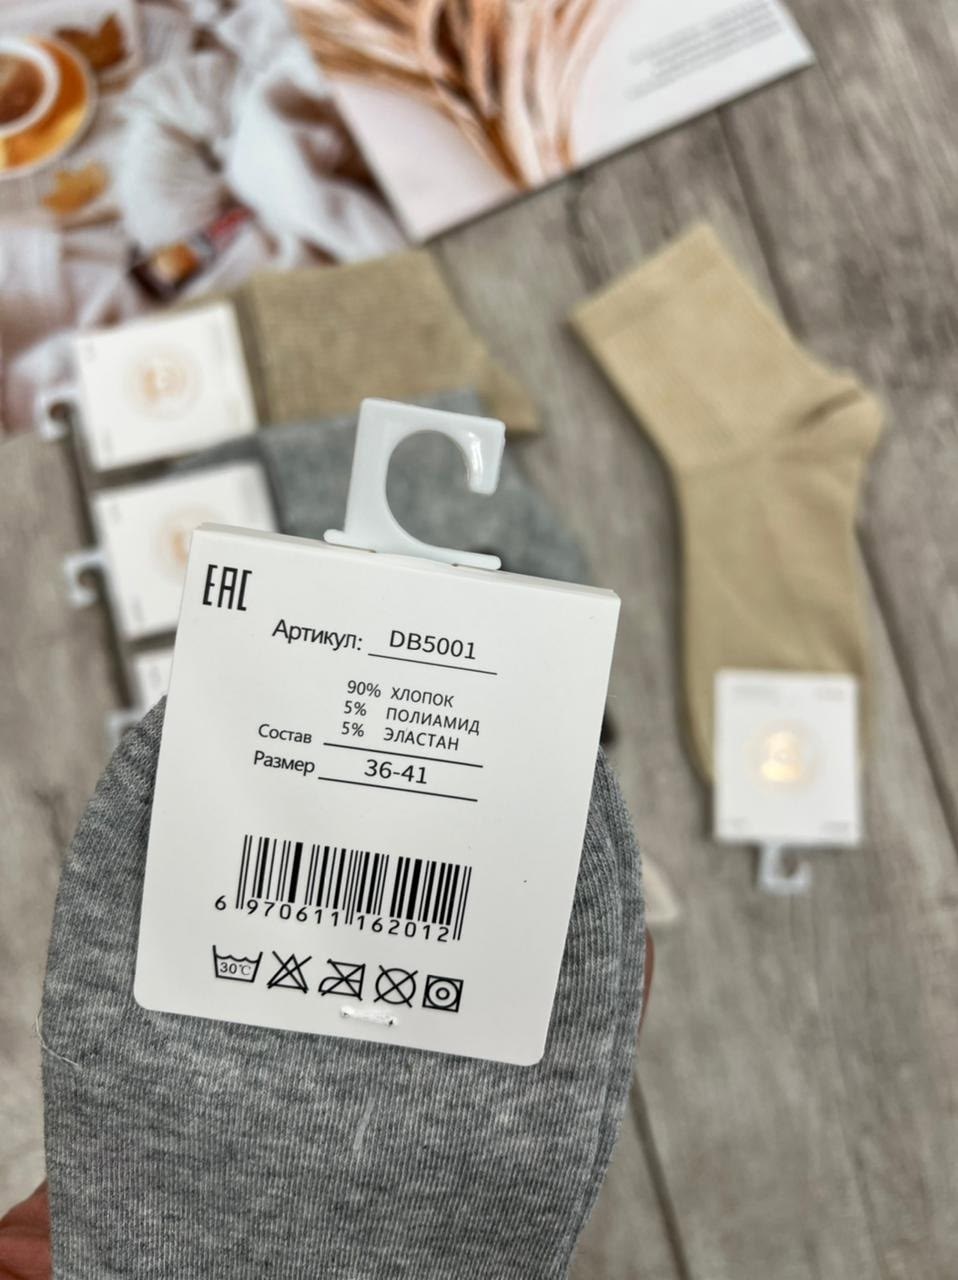 EAC
Артикул: DB5001
90% ХЛОПОК
5% ПОЛИАМИД
5% ЭЛАСТАН
Состав
Размер 36-41
6 970611 162012
30℃